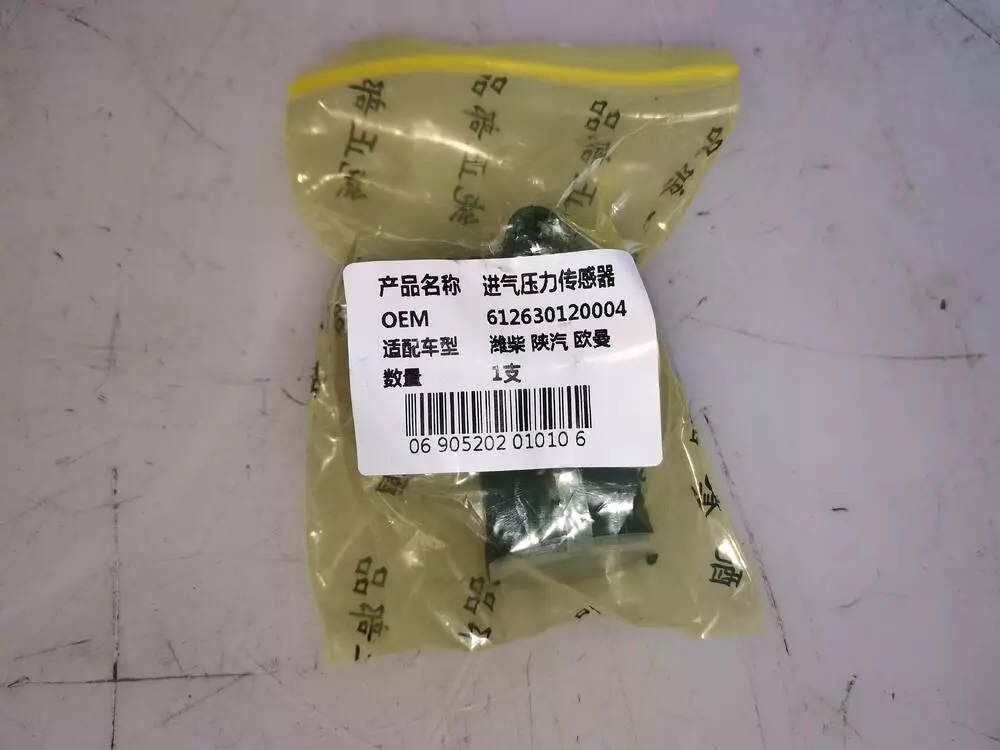 产品名称 进气压力传感器
OEM 612630120004
适配车型 潍柴 陕汽 欧曼
数量 1支
06 905202 01010 6